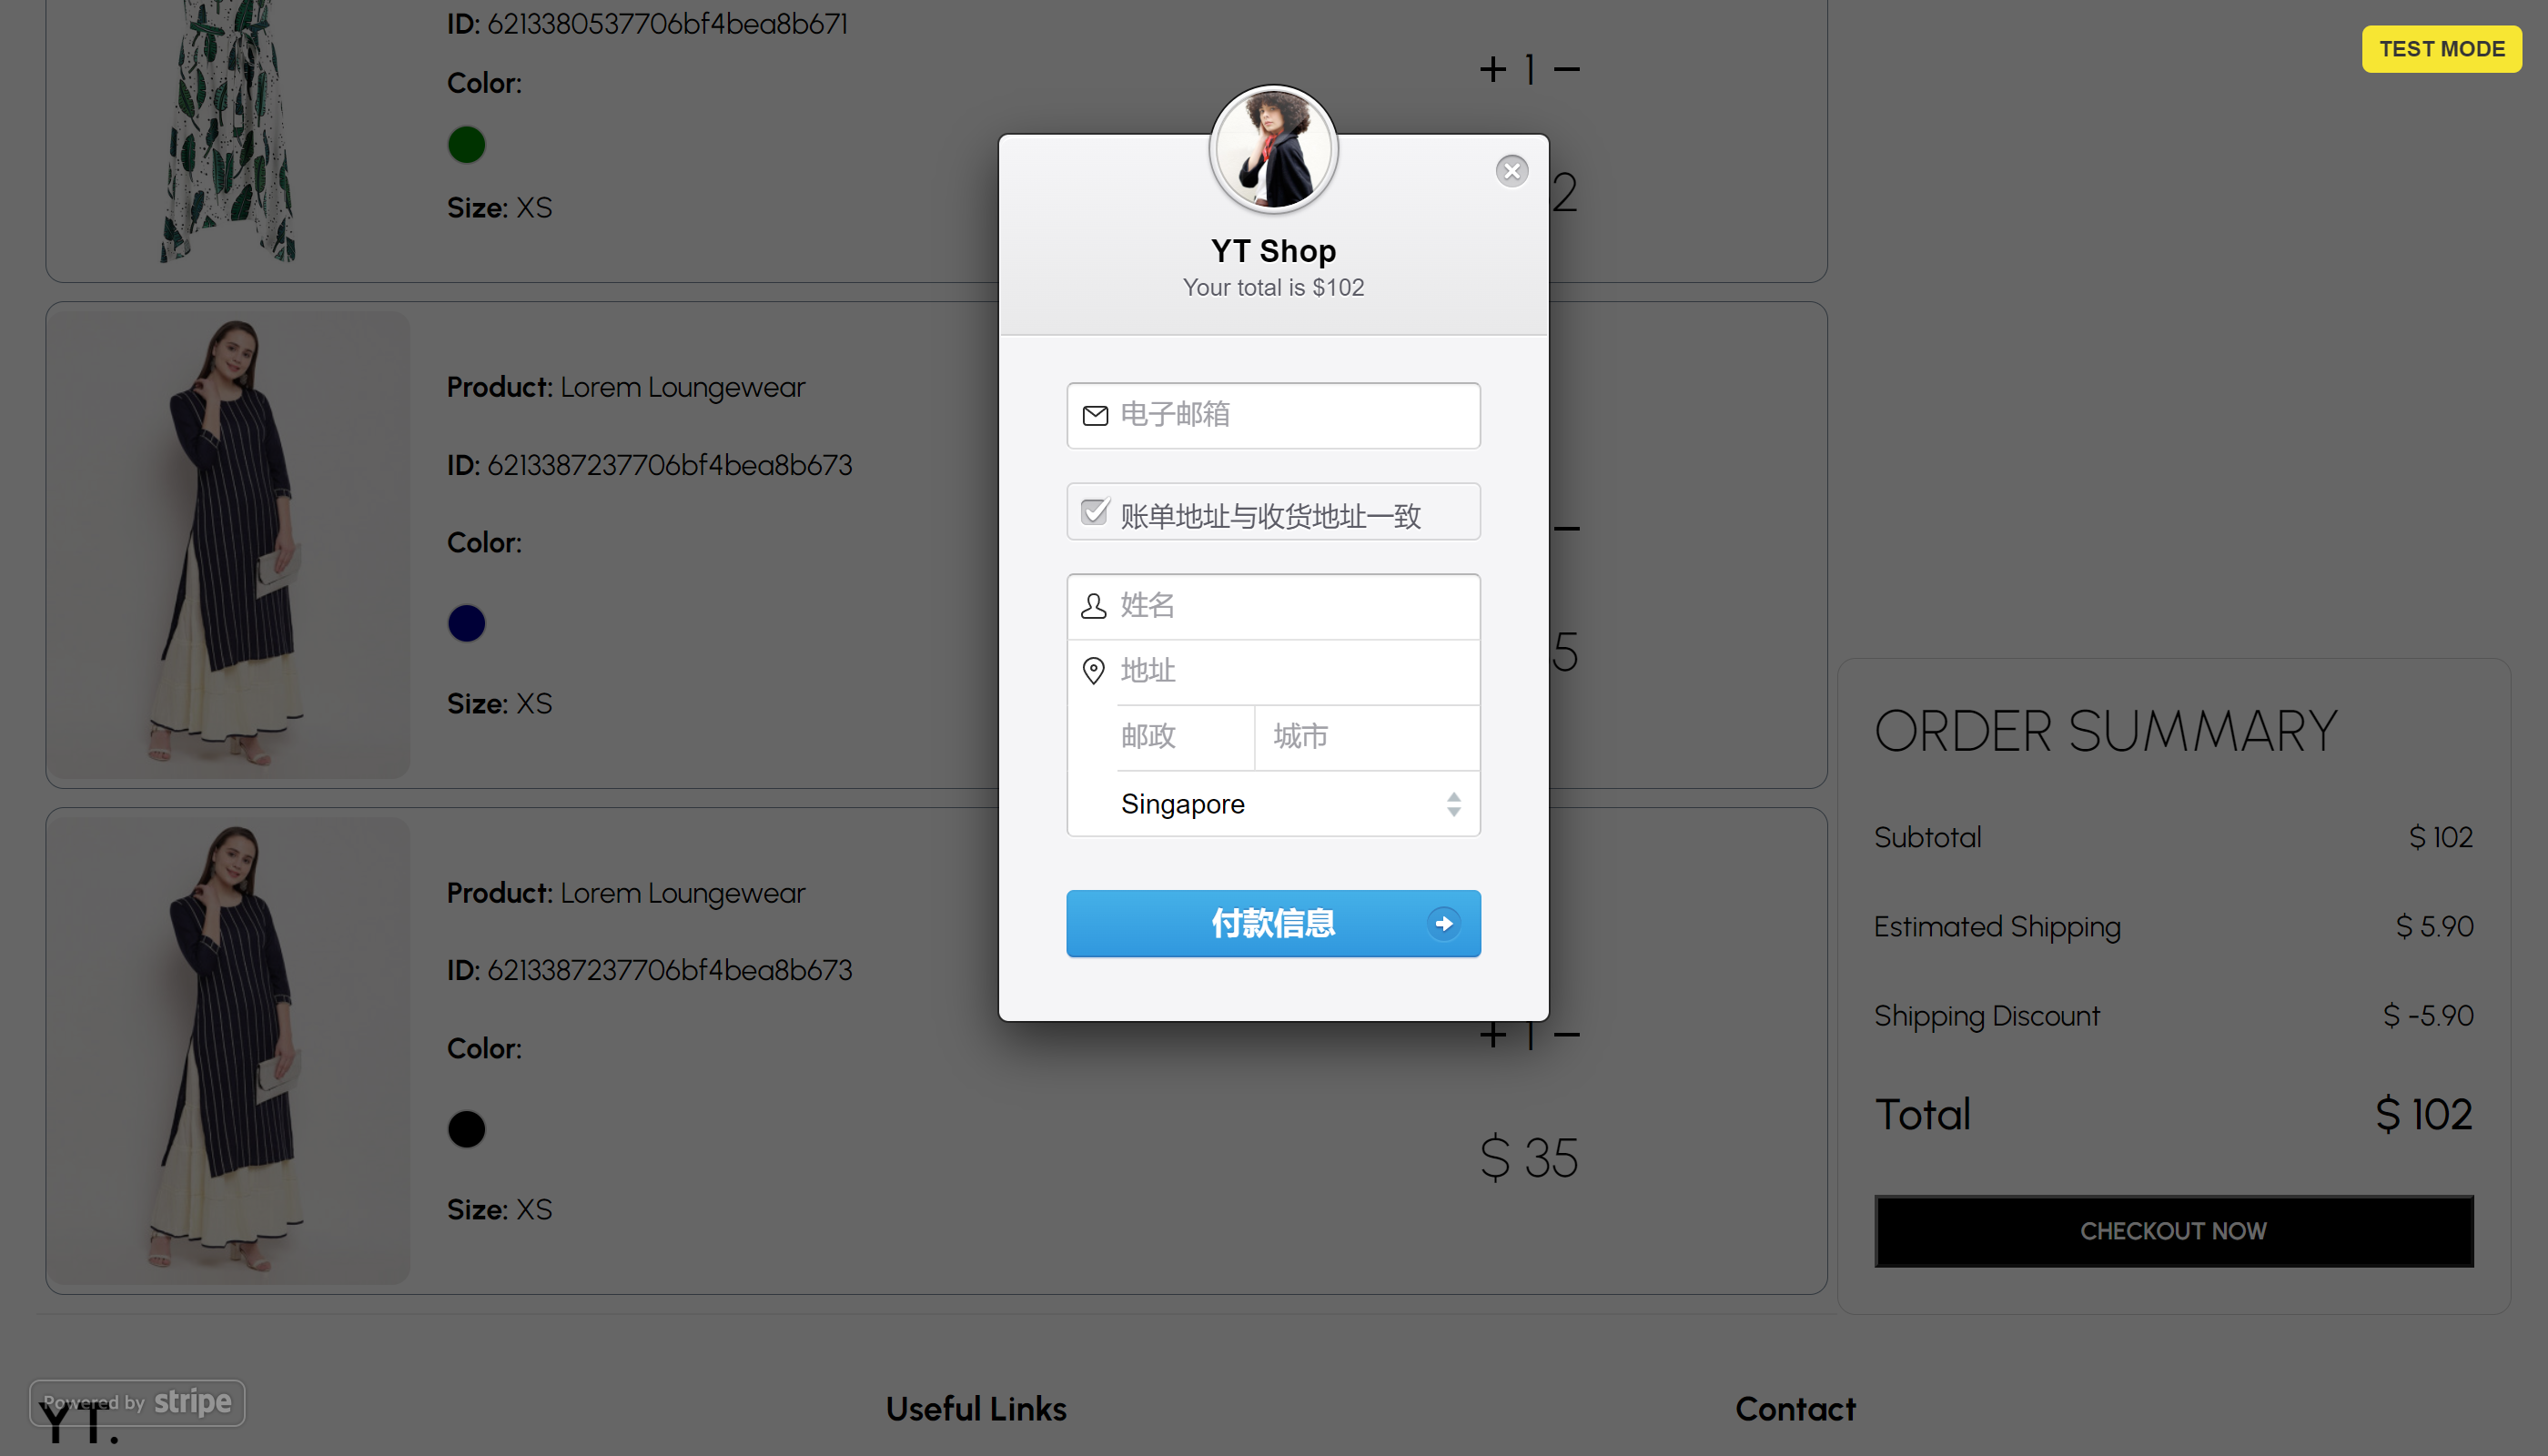 ID: 6213380537706bf4bea8b671
Color:
Size: XS
+ 1 −
2
TEST MODE
YT Shop
Your total is $102
电子邮箱
账单地址与收货地址一致
姓名
地址
邮政
城市
Singapore
付款信息
Product: Lorem Loungewear
ID: 6213387237706bf4bea8b673
Color:
Size: XS
−
5
Product: Lorem Loungewear
ID: 6213387237706bf4bea8b673
Color:
Size: XS
+ 1 −
$ 35
ORDER SUMMARY
Subtotal $ 102
Estimated Shipping $ 5.90
Shipping Discount $ -5.90
Total $ 102
CHECKOUT NOW
Powered by stripe
YT.
Useful Links
Contact